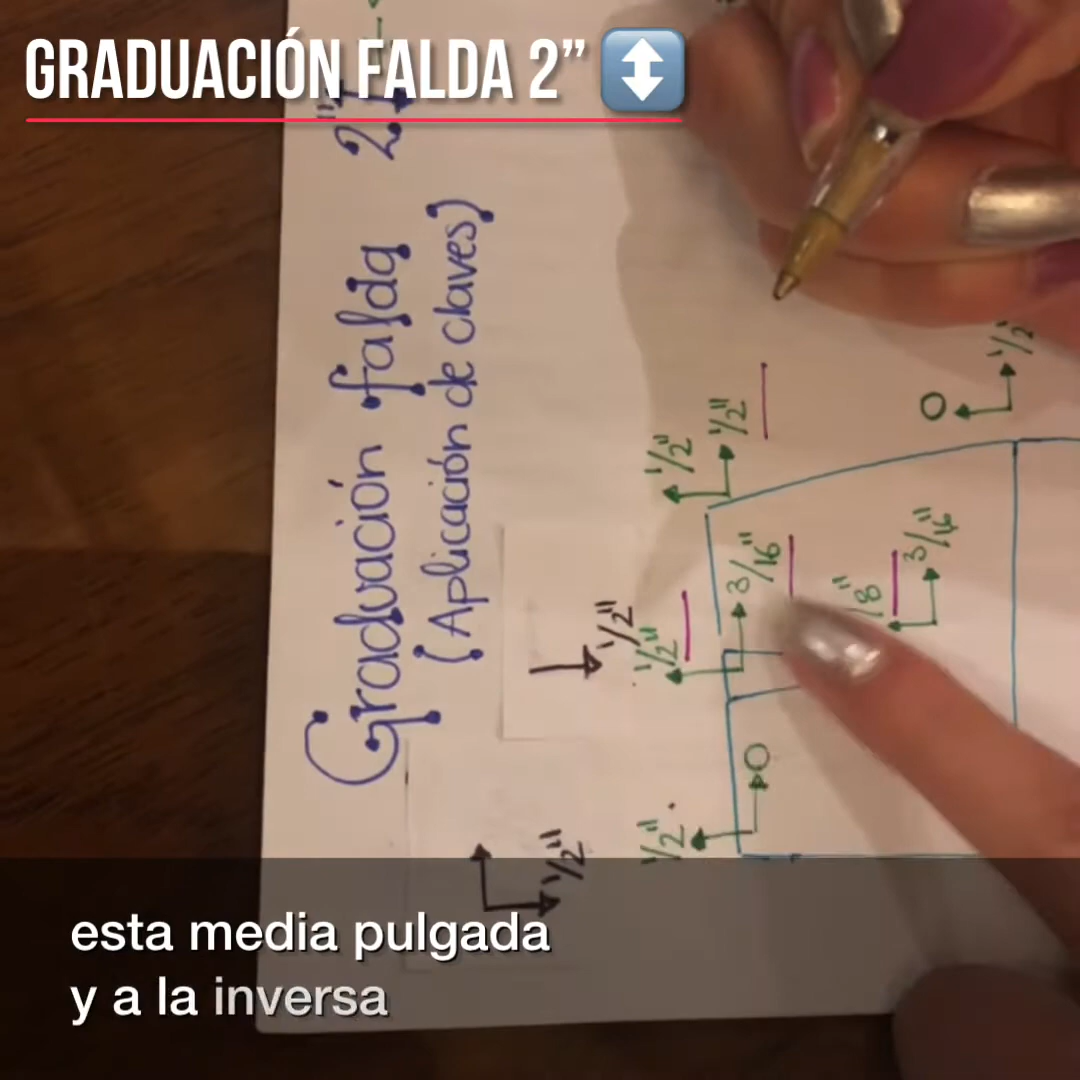 GRADUACIÓN FALDA 2” ↕️
Graduación falda 2"
(Aplicación de claves)
1/2"
1/2"
1/2"
1/2"
0
1/2"
3/16"
1/2"
0
1/8"
3/16"
1/2"
esta media pulgada
y a la inversa